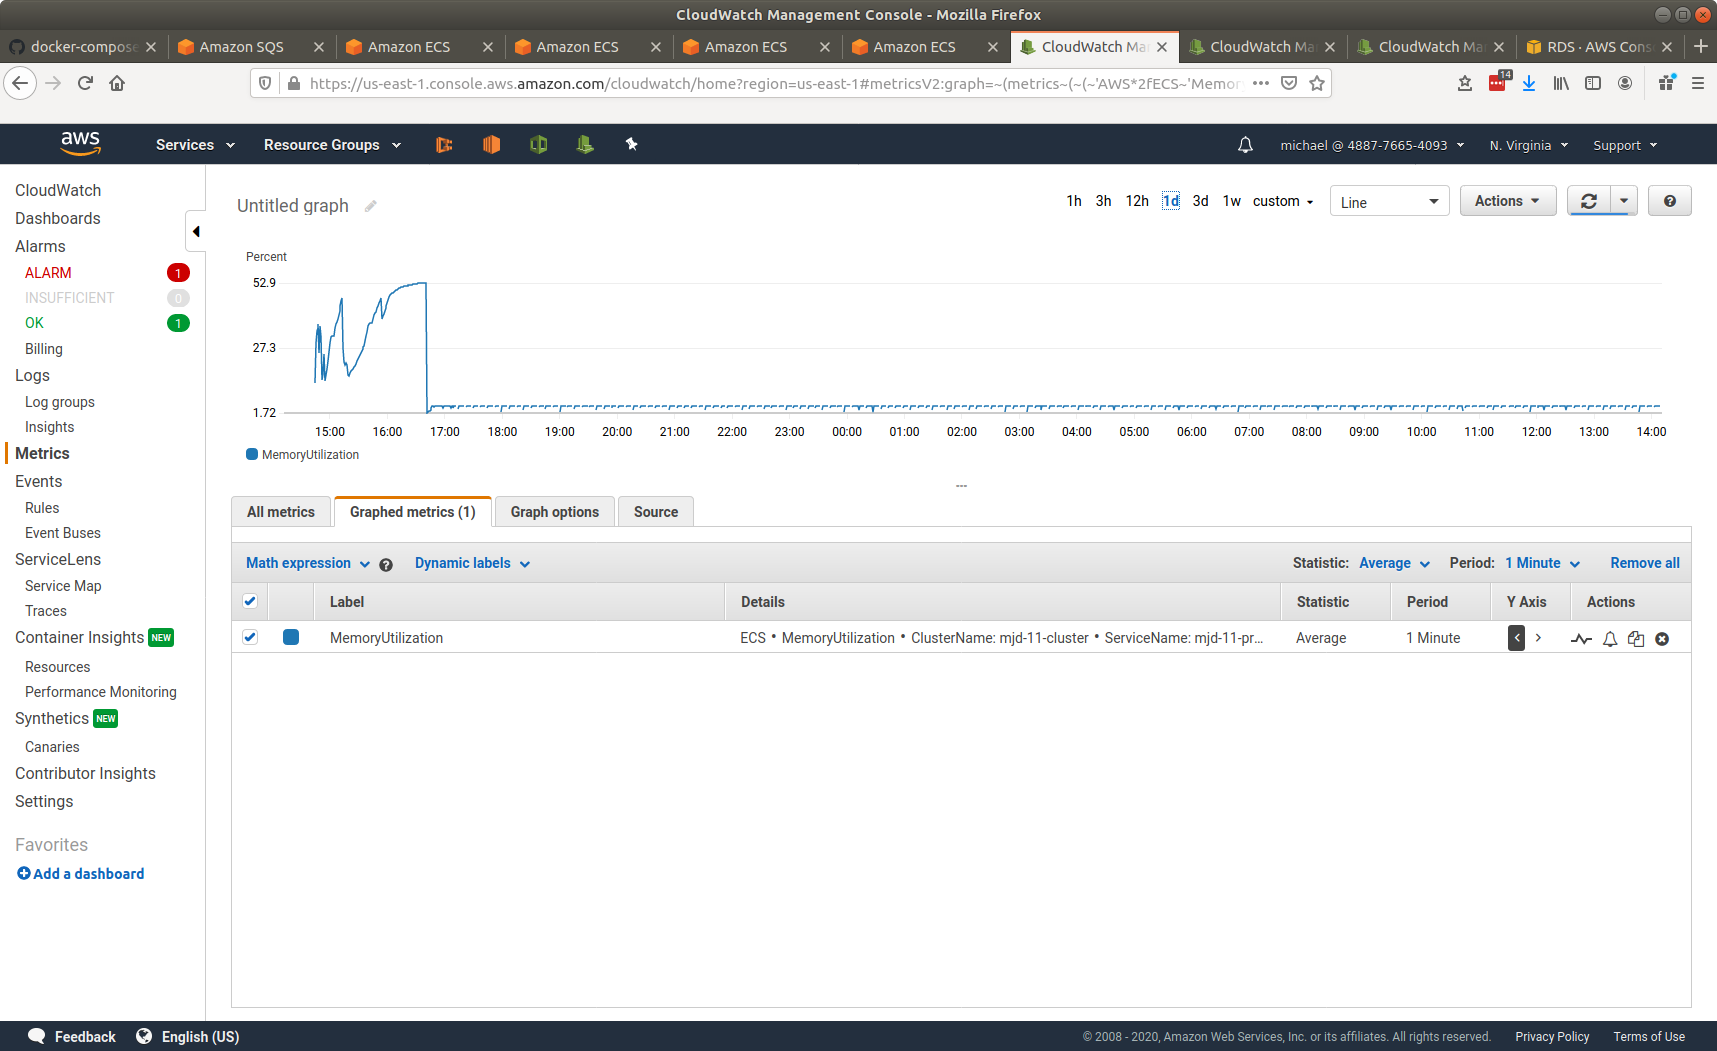 CloudWatch Management Console - Mozilla Firefox
docker-compose
Amazon SQS
Amazon ECS
Amazon ECS
Amazon ECS
Amazon ECS
CloudWatch Ma
CloudWatch Ma
CloudWatch Ma
RDS · AWS Cons
https://us-east-1.console.aws.amazon.com/cloudwatch/home?region=us-east-1#metricsV2:graph=~(metrics~(~(~'AWS*2fECS~'Memor
14
aws
Services
Resource Groups
michael @ 4887-7665-4093
N. Virginia
Support
CloudWatch
Dashboards
Alarms
ALARM 1
INSUFFICIENT 0
OK 1
Billing
Logs
Log groups
Insights
Metrics
Events
Rules
Event Buses
ServiceLens
Service Map
Traces
Container Insights NEW
Resources
Performance Monitoring
Synthetics NEW
Canaries
Contributor Insights
Settings
Favorites
Add a dashboard
Untitled graph
1h 3h 12h 1d 3d 1w custom
Line
Actions
Percent
52.9
27.3
1.72
15:00 16:00 17:00 18:00 19:00 20:00 21:00 22:00 23:00 00:00 01:00 02:00 03:00 04:00 05:00 06:00 07:00 08:00 09:00 10:00 11:00 12:00 13:00 14:00
MemoryUtilization
All metrics
Graphed metrics (1)
Graph options
Source
Math expression
Dynamic labels
Statistic: Average
Period: 1 Minute
Remove all
Label Details Statistic Period Y Axis Actions
MemoryUtilization ECS • MemoryUtilization • ClusterName: mjd-11-cluster • ServiceName: mjd-11-pr... Average 1 Minute
Feedback
English (US)
© 2008 - 2020, Amazon Web Services, Inc. or its affiliates. All rights reserved.
Privacy Policy
Terms of Use